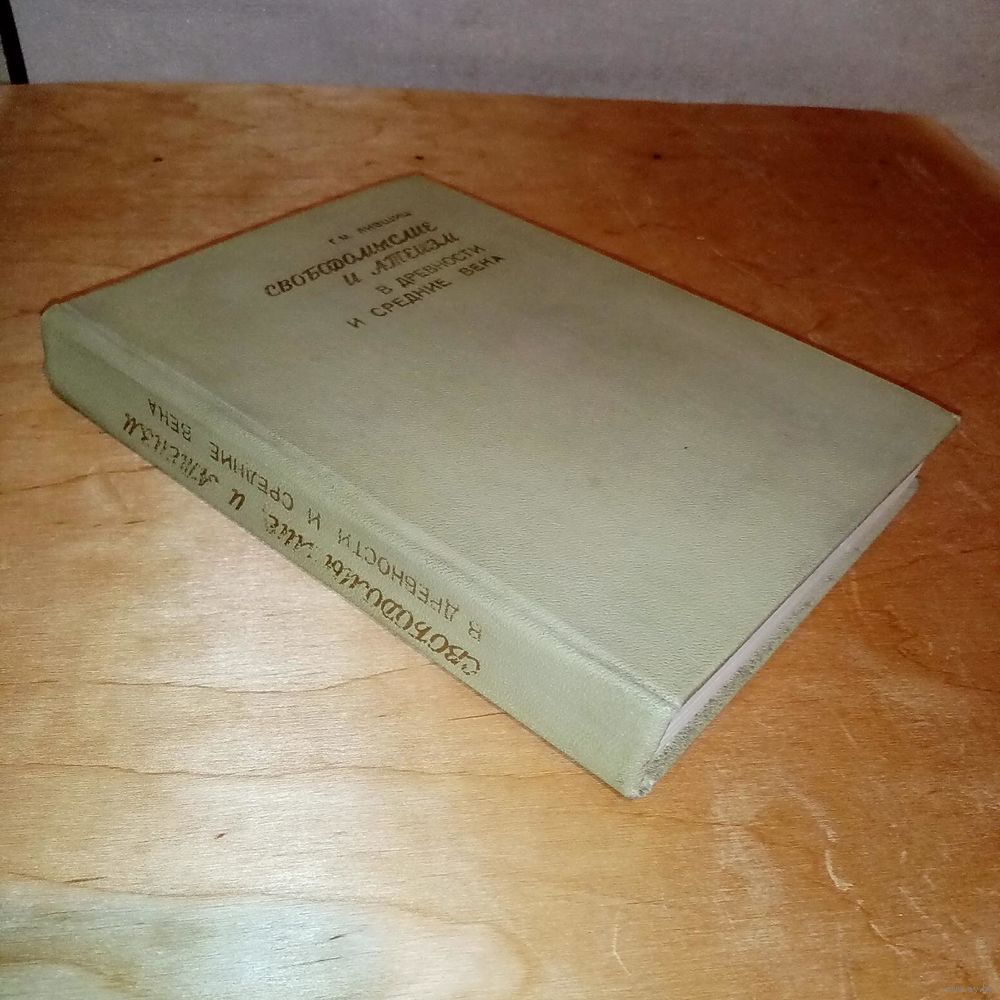 Г.М. ЛИВШИЦ
СВОБОДОМЫСЛИЕ
И АТЕИЗМ
В ДРЕВНОСТИ
И СРЕДНИЕ ВЕКА
СВОБОДОМЫСЛИЕ И АТЕИЗМ
В ДРЕВНОСТИ И СРЕДНИЕ ВЕКА